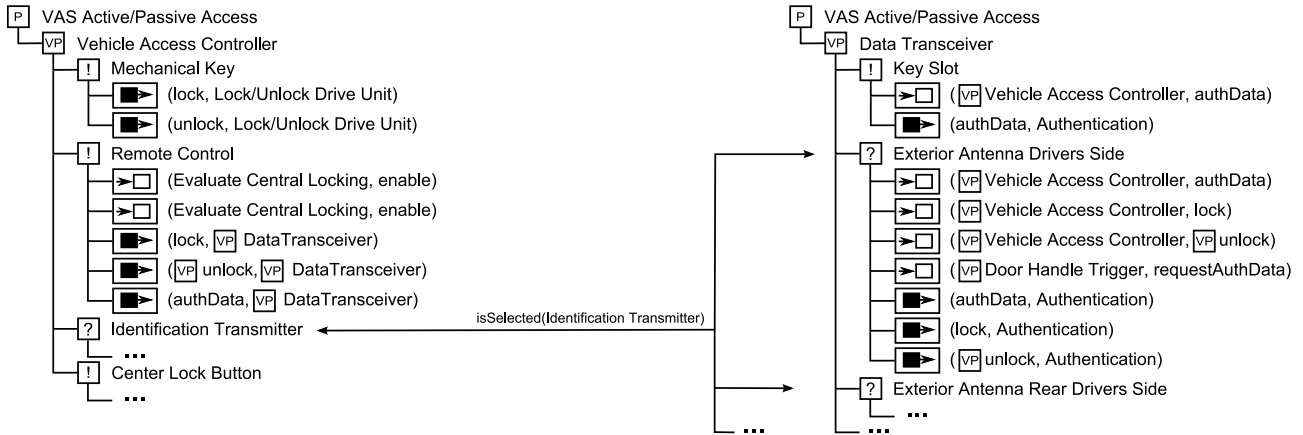 P VAS Active/Passive Access
VP Vehicle Access Controller
! Mechanical Key
(lock, Lock/Unlock Drive Unit)
(unlock, Lock/Unlock Drive Unit)
! Remote Control
(Evaluate Central Locking, enable)
(Evaluate Central Locking, enable)
(lock, VP DataTransceiver)
(VP unlock, VP DataTransceiver)
(authData, VP DataTransceiver)
? Identification Transmitter
...
! Center Lock Button
...
isSelected(Identification Transmitter)
...
P VAS Active/Passive Access
VP Data Transceiver
! Key Slot
( VP Vehicle Access Controller, authData)
(authData, Authentication)
? Exterior Antenna Drivers Side
( VP Vehicle Access Controller, authData)
( VP Vehicle Access Controller, lock)
( VP Vehicle Access Controller, VP unlock)
( VP Door Handle Trigger, requestAuthData)
(authData, Authentication)
(lock, Authentication)
( VP unlock, Authentication)
? Exterior Antenna Rear Drivers Side
...
...